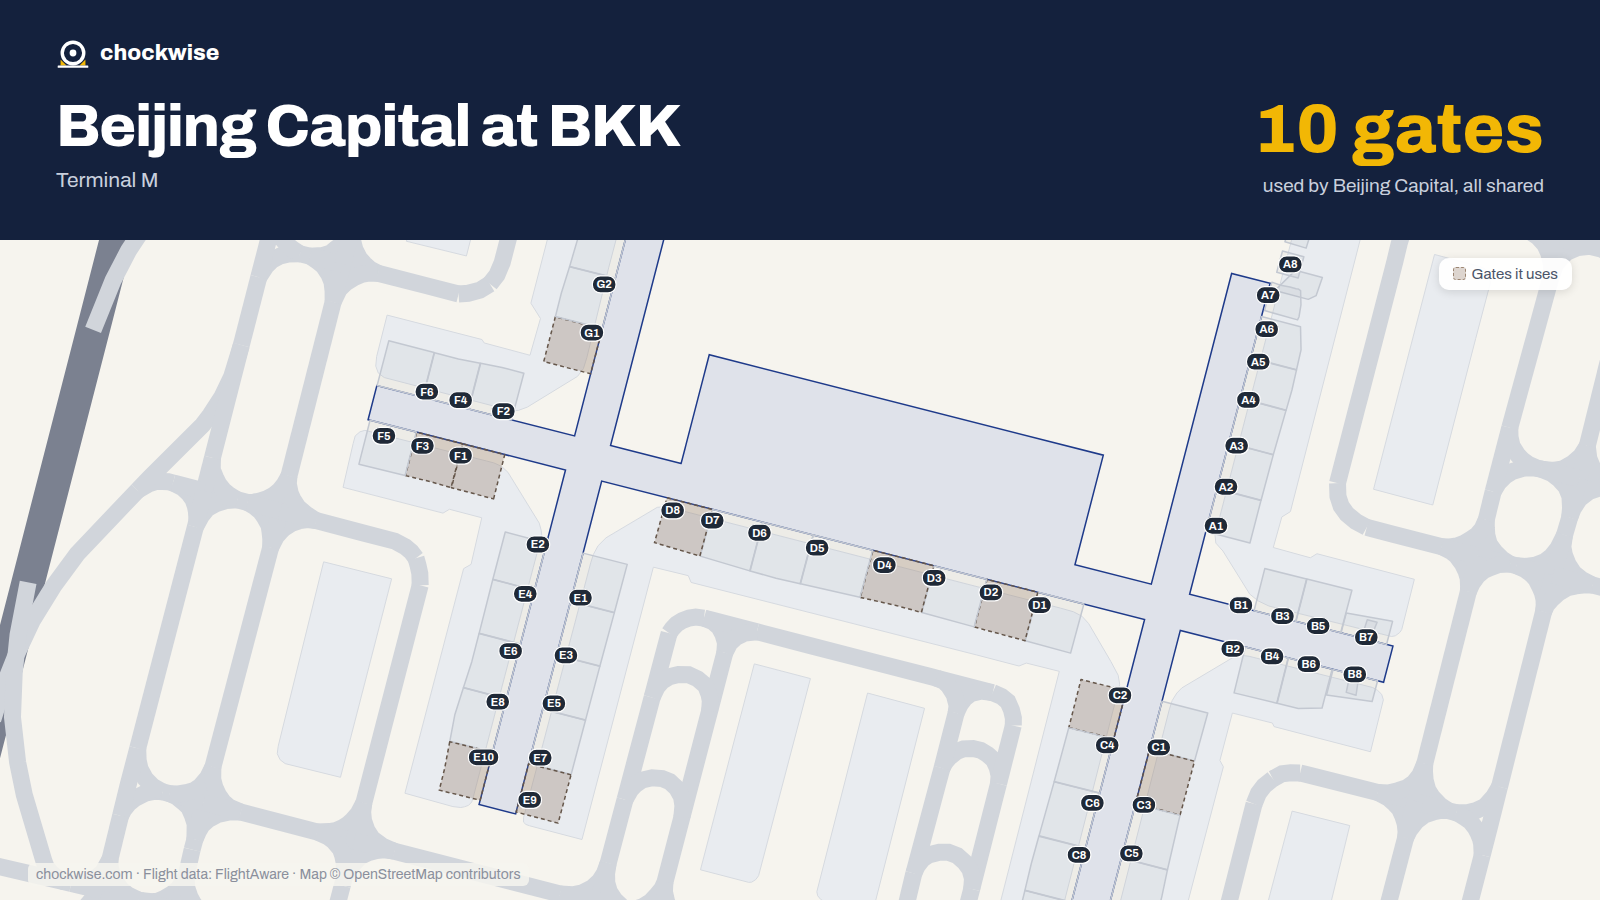 chockwise
Beijing Capital at BKK
Terminal M
10 gates
used by Beijing Capital, all shared
Gates it uses
A8
A7
A6
A5
A4
A3
A2
A1
G2
G1
F6
F4
F2
F5
F3
F1
D8
D7
D6
D5
D4
D3
D2
D1
E2
E4
E1
E6
E3
E8
E5
E10
E7
E9
B1
B3
B5
B7
B2
B4
B6
B8
C2
C4
C1
C6
C3
C8
C5
chockwise.com · Flight data: FlightAware · Map © OpenStreetMap contributors